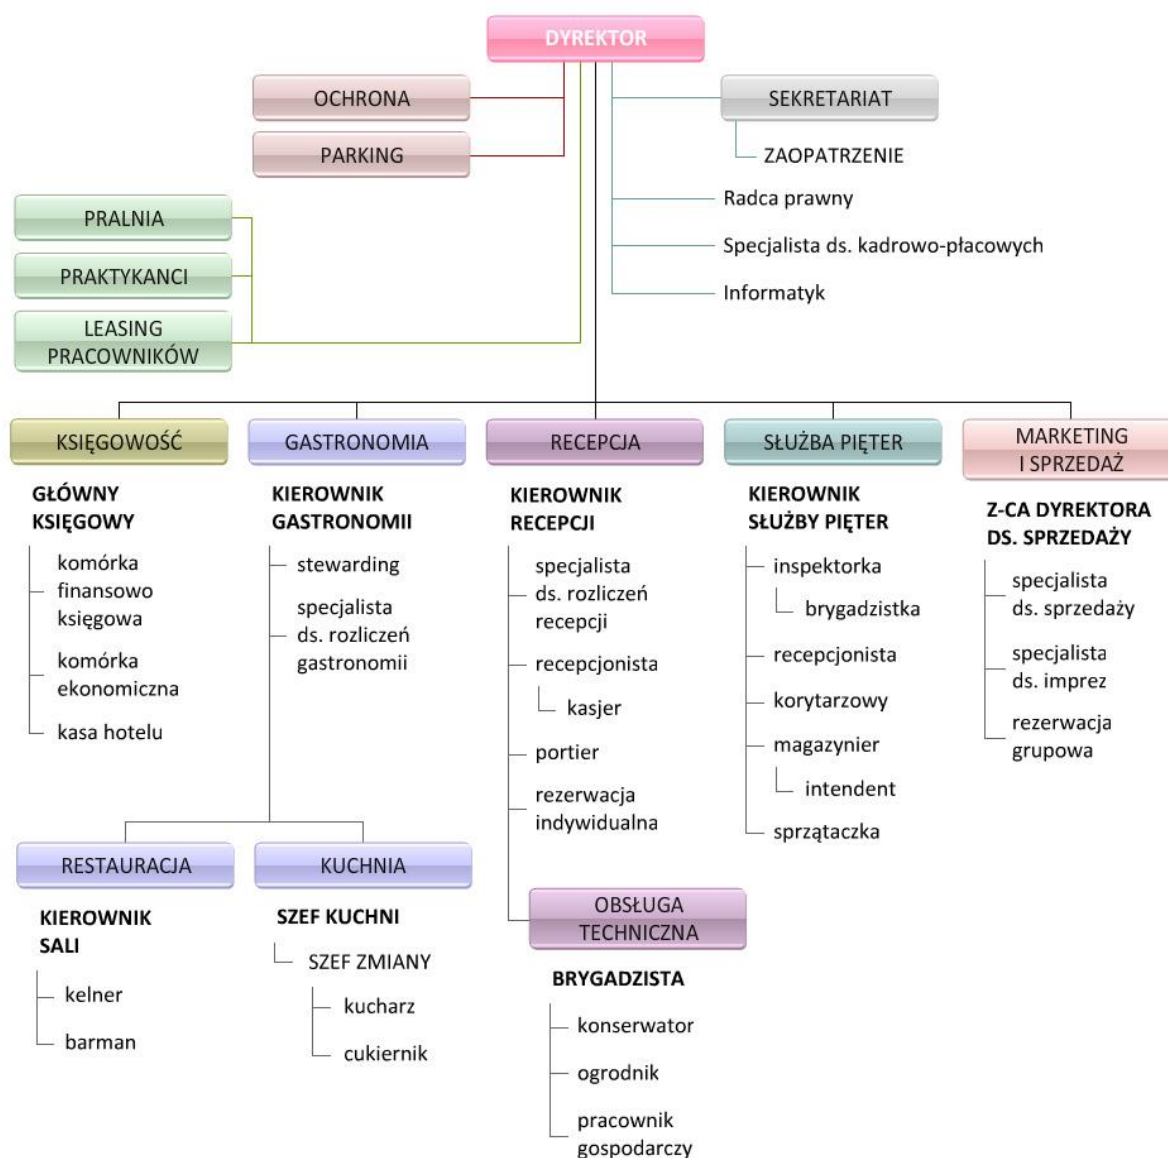 DYREKTOR
OCHRONA
PARKING
SEKRETARIAT
ZAOPATRZENIE
Radca prawny
Specjalista ds. kadrowo-płacowych
Informatyk
PRALNIA
PRAKTYKANCI
LEASING
PRACOWNIKÓW
KSIĘGOWOŚĆ
GŁÓWNY
KSIĘGOWY
komórka
finansowo
księgowa
komórka
ekonomiczna
kasa hotelu
GASTRONOMIA
KIEROWNIK
GASTRONOMII
stewarding
specjalista
ds. rozliczeń
gastronomii
RESTAURACJA
KIEROWNIK
SALI
kelner
barman
KUCHNIA
SZEF KUCHNI
SZEF ZMIANY
kucharz
cukiernik
RECEPCJA
KIEROWNIK
RECEPCJI
specjalista
ds. rozliczeń
recepcji
recepcjonista
kasjer
portier
rezerwacja
indywidualna
OBSŁUGA
TECHNICZNA
BRYGADZISTA
konserwator
ogrodnik
pracownik
gospodarczy
SŁUŻBA PIĘTER
KIEROWNIK
SŁUŻBY PIĘTER
inspektorka
brygadzistka
recepcjonista
korytarzowy
magazynier
intendent
sprzątaczka
MARKETING
I SPRZEDAŻ
Z-CA DYREKTORA
DS. SPRZEDAŻY
specjalista
ds. sprzedaży
specjalista
ds. imprez
rezerwacja
grupowa